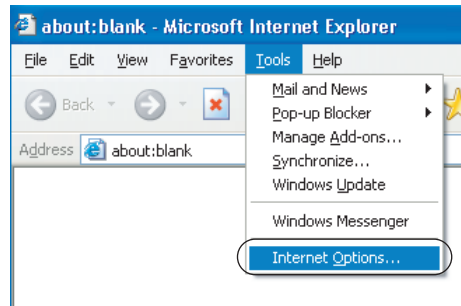 about:blank - Microsoft Internet Explorer
File Edit View Favorites Tools Help
Back
Address about:blank
Mail and News
Pop-up Blocker
Manage Add-ons...
Synchronize...
Windows Update
Windows Messenger
Internet Options...